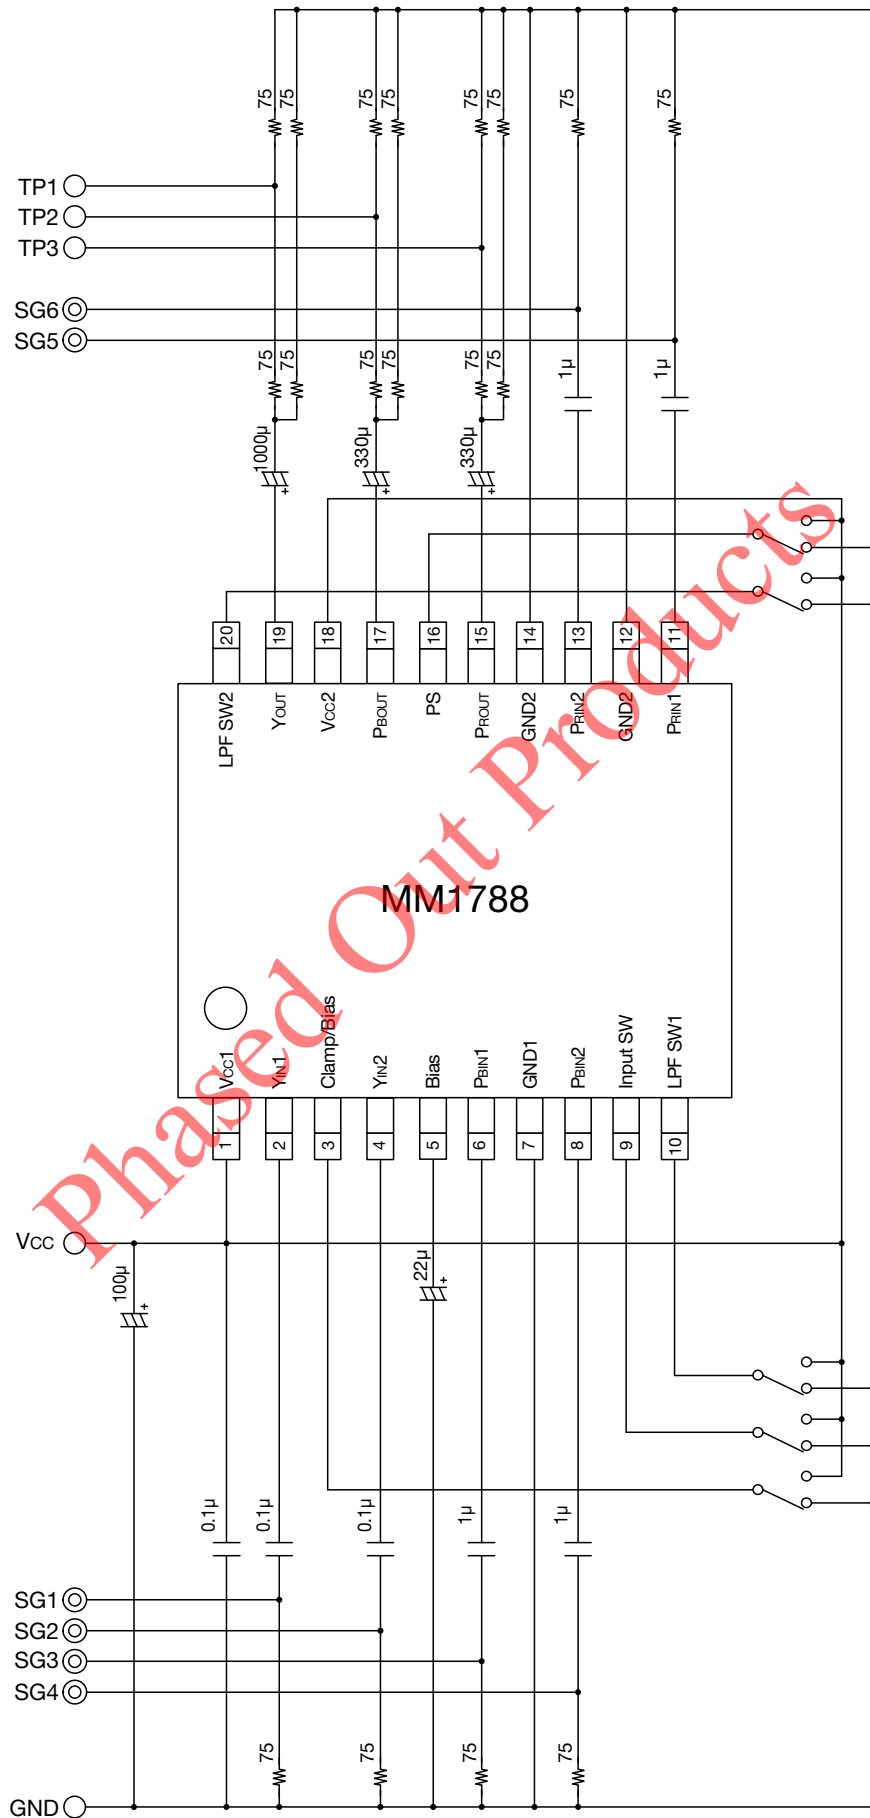 75 75 75 75 75 75 75 75
TP1
TP2
TP3
SG6
SG5
75 75 75 75 75 75 1µ 1µ
1000µ + 330µ + 330µ +
20 19 18 17 16 15 14 13 12 11
LPF SW2 YOUT VCC2 PBOUT PS PROUT GND2 PRIN2 GND2 PRIN1
MM1788
VCC1 YIN1 Clamp/Bias YIN2 Bias PBIN1 GND1 PBIN2 Input SW LPF SW1
1 2 3 4 5 6 7 8 9 10
VCC
100µ + 22µ +
0.1µ 0.1µ 0.1µ 1µ 1µ
SG1
SG2
SG3
SG4
75 75 75 75
GND
Phased Out Products